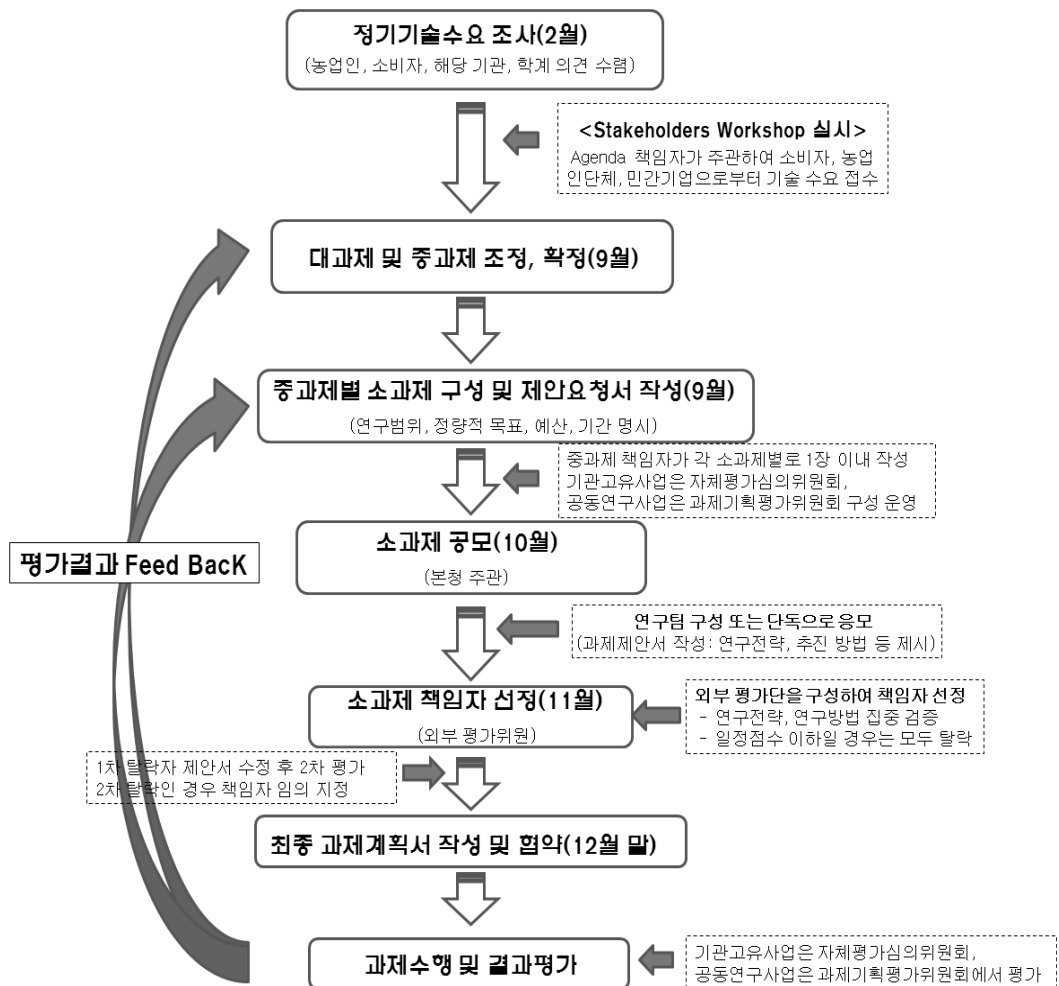 정기기술수요 조사(2월)
(농업인, 소비자, 해당 기관, 학계 의견 수렴)
<Stakeholders Workshop 실시>
Agenda 책임자가 주관하여 소비자, 농업
인단체, 민간기업으로부터 기술 수요 접수
대과제 및 중과제 조정, 확정(9월)
중과제별 소과제 구성 및 제안요청서 작성(9월)
(연구범위, 정량적 목표, 예산, 기간 명시)
중과제 책임자가 각 소과제별로 1장 이내 작성
기관고유사업은 자체평가심의위원회,
공동연구사업은 과제기획평가위원회 구성 운영
소과제 공모(10월)
(본청 주관)
평가결과 Feed BacK
연구팀 구성 또는 단독으로 응모
(과제제안서 작성: 연구전략, 추진 방법 등 제시)
소과제 책임자 선정(11월)
(외부 평가위원)
외부 평가단을 구성하여 책임자 선정
- 연구전략, 연구방법 집중 검증
- 일정점수 이하일 경우는 모두 탈락
1차 탈락자 제안서 수정 후 2차 평가
2차 탈락인 경우 책임자 임의 지정
최종 과제계획서 작성 및 협약(12월 말)
과제수행 및 결과평가
기관고유사업은 자체평가심의위원회,
공동연구사업은 과제기획평가위원회에서 평가